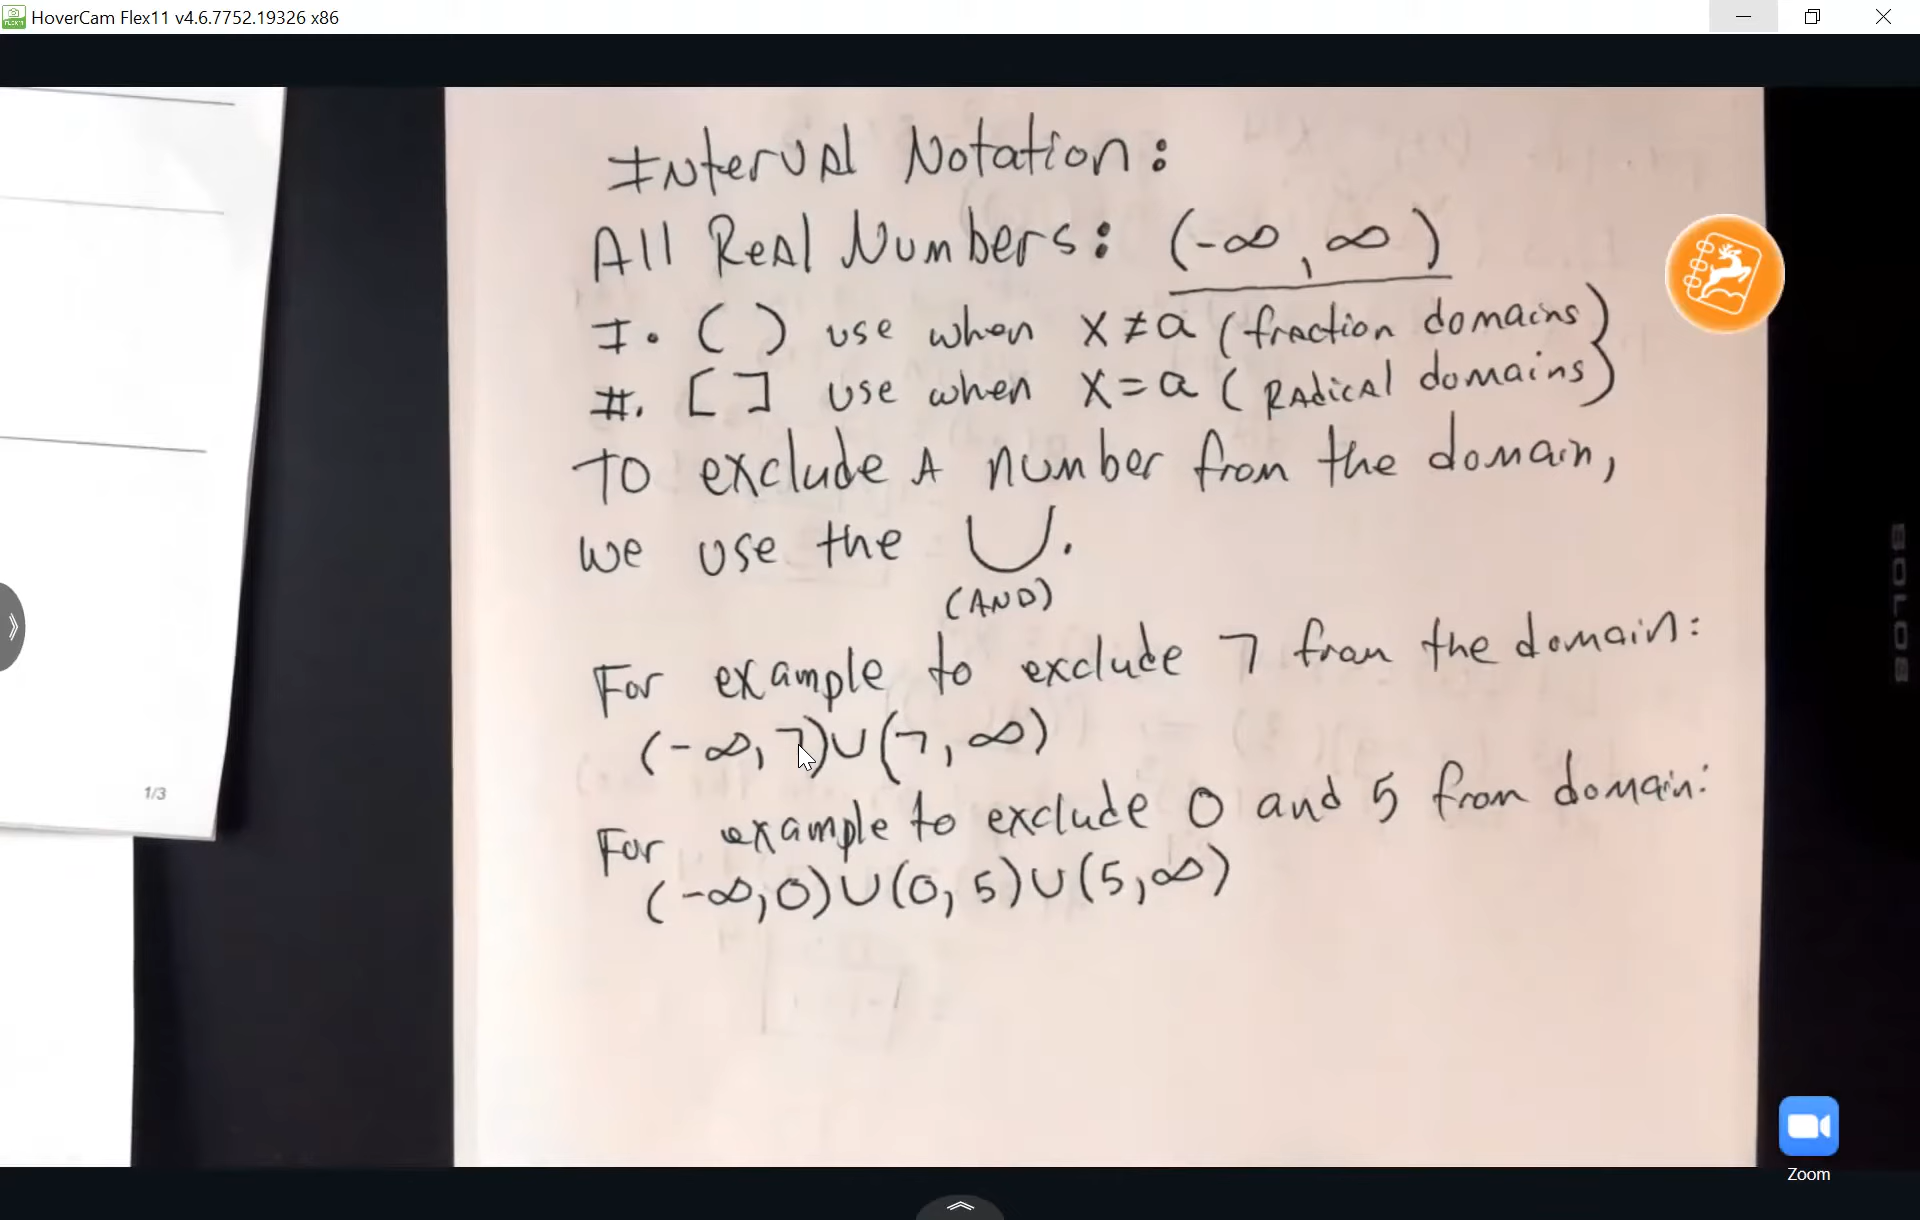 HoverCam Flex11 v4.6.7752.19326 x86
Interval Notation:
All Real Numbers: (-∞, ∞)
I. ( ) use when x ≠ a (fraction domains)
II. [ ] use when x = a (Radical domains)
To exclude a number from the domain,
we use the ∪.
(AND)
For example to exclude 7 from the domain:
(-∞, 7)∪(7, ∞)
For example to exclude 0 and 5 from domain:
(-∞, 0)∪(0, 5)∪(5, ∞)
1/3
Zoom